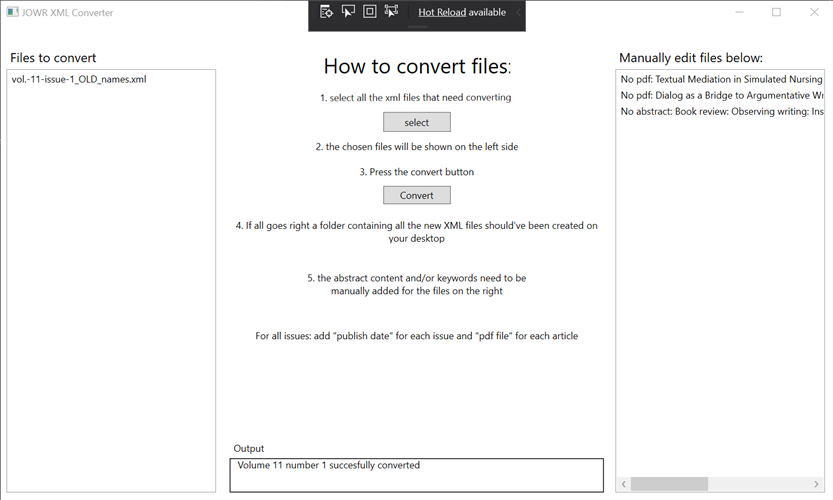 JOWR XML Converter
Hot Reload available
Files to convert
vol.-11-issue-1_OLD_names.xml
How to convert files:
1. select all the xml files that need converting
select
2. the chosen files will be shown on the left side
3. Press the convert button
Convert
4. If all goes right a folder containing all the new XML files should've been created on
your desktop
5. the abstract content and/or keywords need to be
manually added for the files on the right
For all issues: add "publish date" for each issue and "pdf file" for each article
Output
Volume 11 number 1 succesfully converted
Manually edit files below:
No pdf: Textual Mediation in Simulated Nursing
No pdf: Dialog as a Bridge to Argumentative Wr
No abstract: Book review: Observing writing: Ins